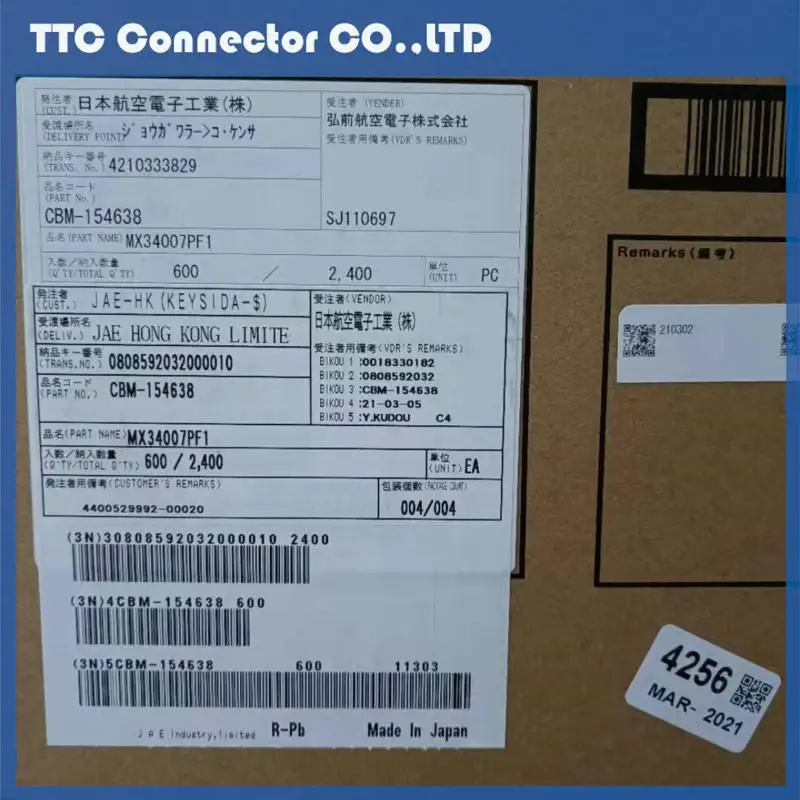 TTC Connector CO.,LTD
発注者 (CUST.) 日本航空電子工業(株)
受渡場所名 (DELIVERY POINT) ジョウガワラーンコ・ケンサ
納品キー番号 (TRANS. No.) 4210333829
品名コード (PART No.)
CBM-154638
受注者 (VENDER)
弘前航空電子株式会社
受注者用備考(VDR'S REMARKS)
SJ110697
品名(PART NAME) MX34007PF1
入数/納入数量 (Q'TY/TOTAL Q'TY) 600 / 2,400 単位 (UNIT) PC
発注者 (CUST.) JAE-HK(KEYSIDA-$)
受渡場所名 (DELIV.) JAE HONG KONG LIMITE
納品キー番号 (TRANS.NO.) 0808592032000010
品名コード (PART NO.) CBM-154638
受注者(VENDOR)
日本航空電子工業(株)
受注者用備考(VDR'S REMARKS)
BIKOU 1 :0018330182
BIKOU 2 :0808592032
BIKOU 3 :CBM-154638
BIKOU 4 :21-03-05
BIKOU 5 :Y.KUDOU C4
品名(PART NAME) MX34007PF1
入数/納入数量 (Q'TY/TOTAL Q'TY) 600 / 2,400 単位 (UNIT) EA
発注者用備考(CUSTOMER'S REMARKS)
4400529992-00020
包装個数(PACKAGE COUNT)
004/004
(3N)30808592032000010 2400
(3N)4CBM-154638 600
(3N)5CBM-154638 600 11303
JAE Industry,limited R-Pb Made In Japan
Remarks(備考)
210302
4256
MAR- 2021